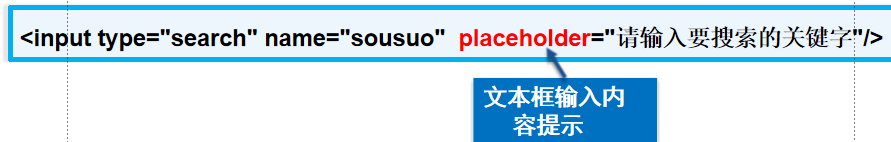 <input type="search" name="sousuo"  placeholder="请输入要搜索的关键字"/>
文本框输入内
容提示